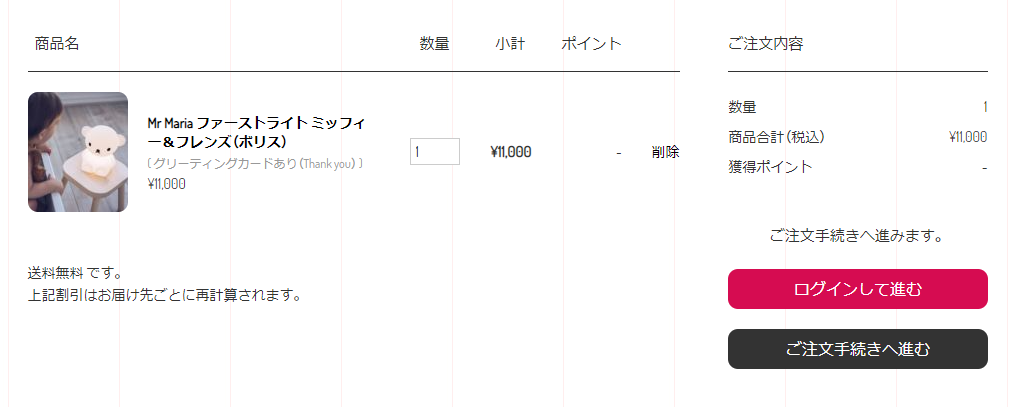 商品名 数量 小計 ポイント
Mr Maria ファーストライト ミッフィ
ー＆フレンズ（ボリス）
〔 グリーティングカードあり（Thank you） 〕
¥11,000
1 ¥11,000 - 削除
送料無料 です。
上記割引はお届け先ごとに再計算されます。
ご注文内容
数量 1
商品合計（税込） ¥11,000
獲得ポイント -
ご注文手続きへ進みます。
ログインして進む
ご注文手続きへ進む